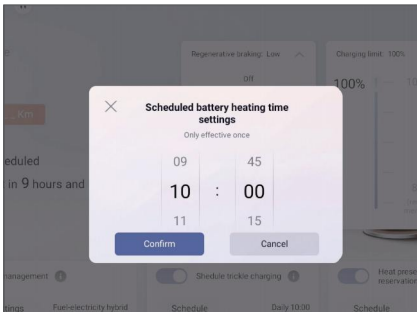 Regenerative braking: Low
Charging limit: 100%
Off
100%
Km
Scheduled battery heating time
settings
Only effective once
eduled
in 9 hours and
09
45
10 : 00
11
15
Confirm
Cancel
management
Shedule trickle charging
Heat prese
reservation
tings
Fuel-electricity hybrid
Schedule
Daily 10:00
Schedule